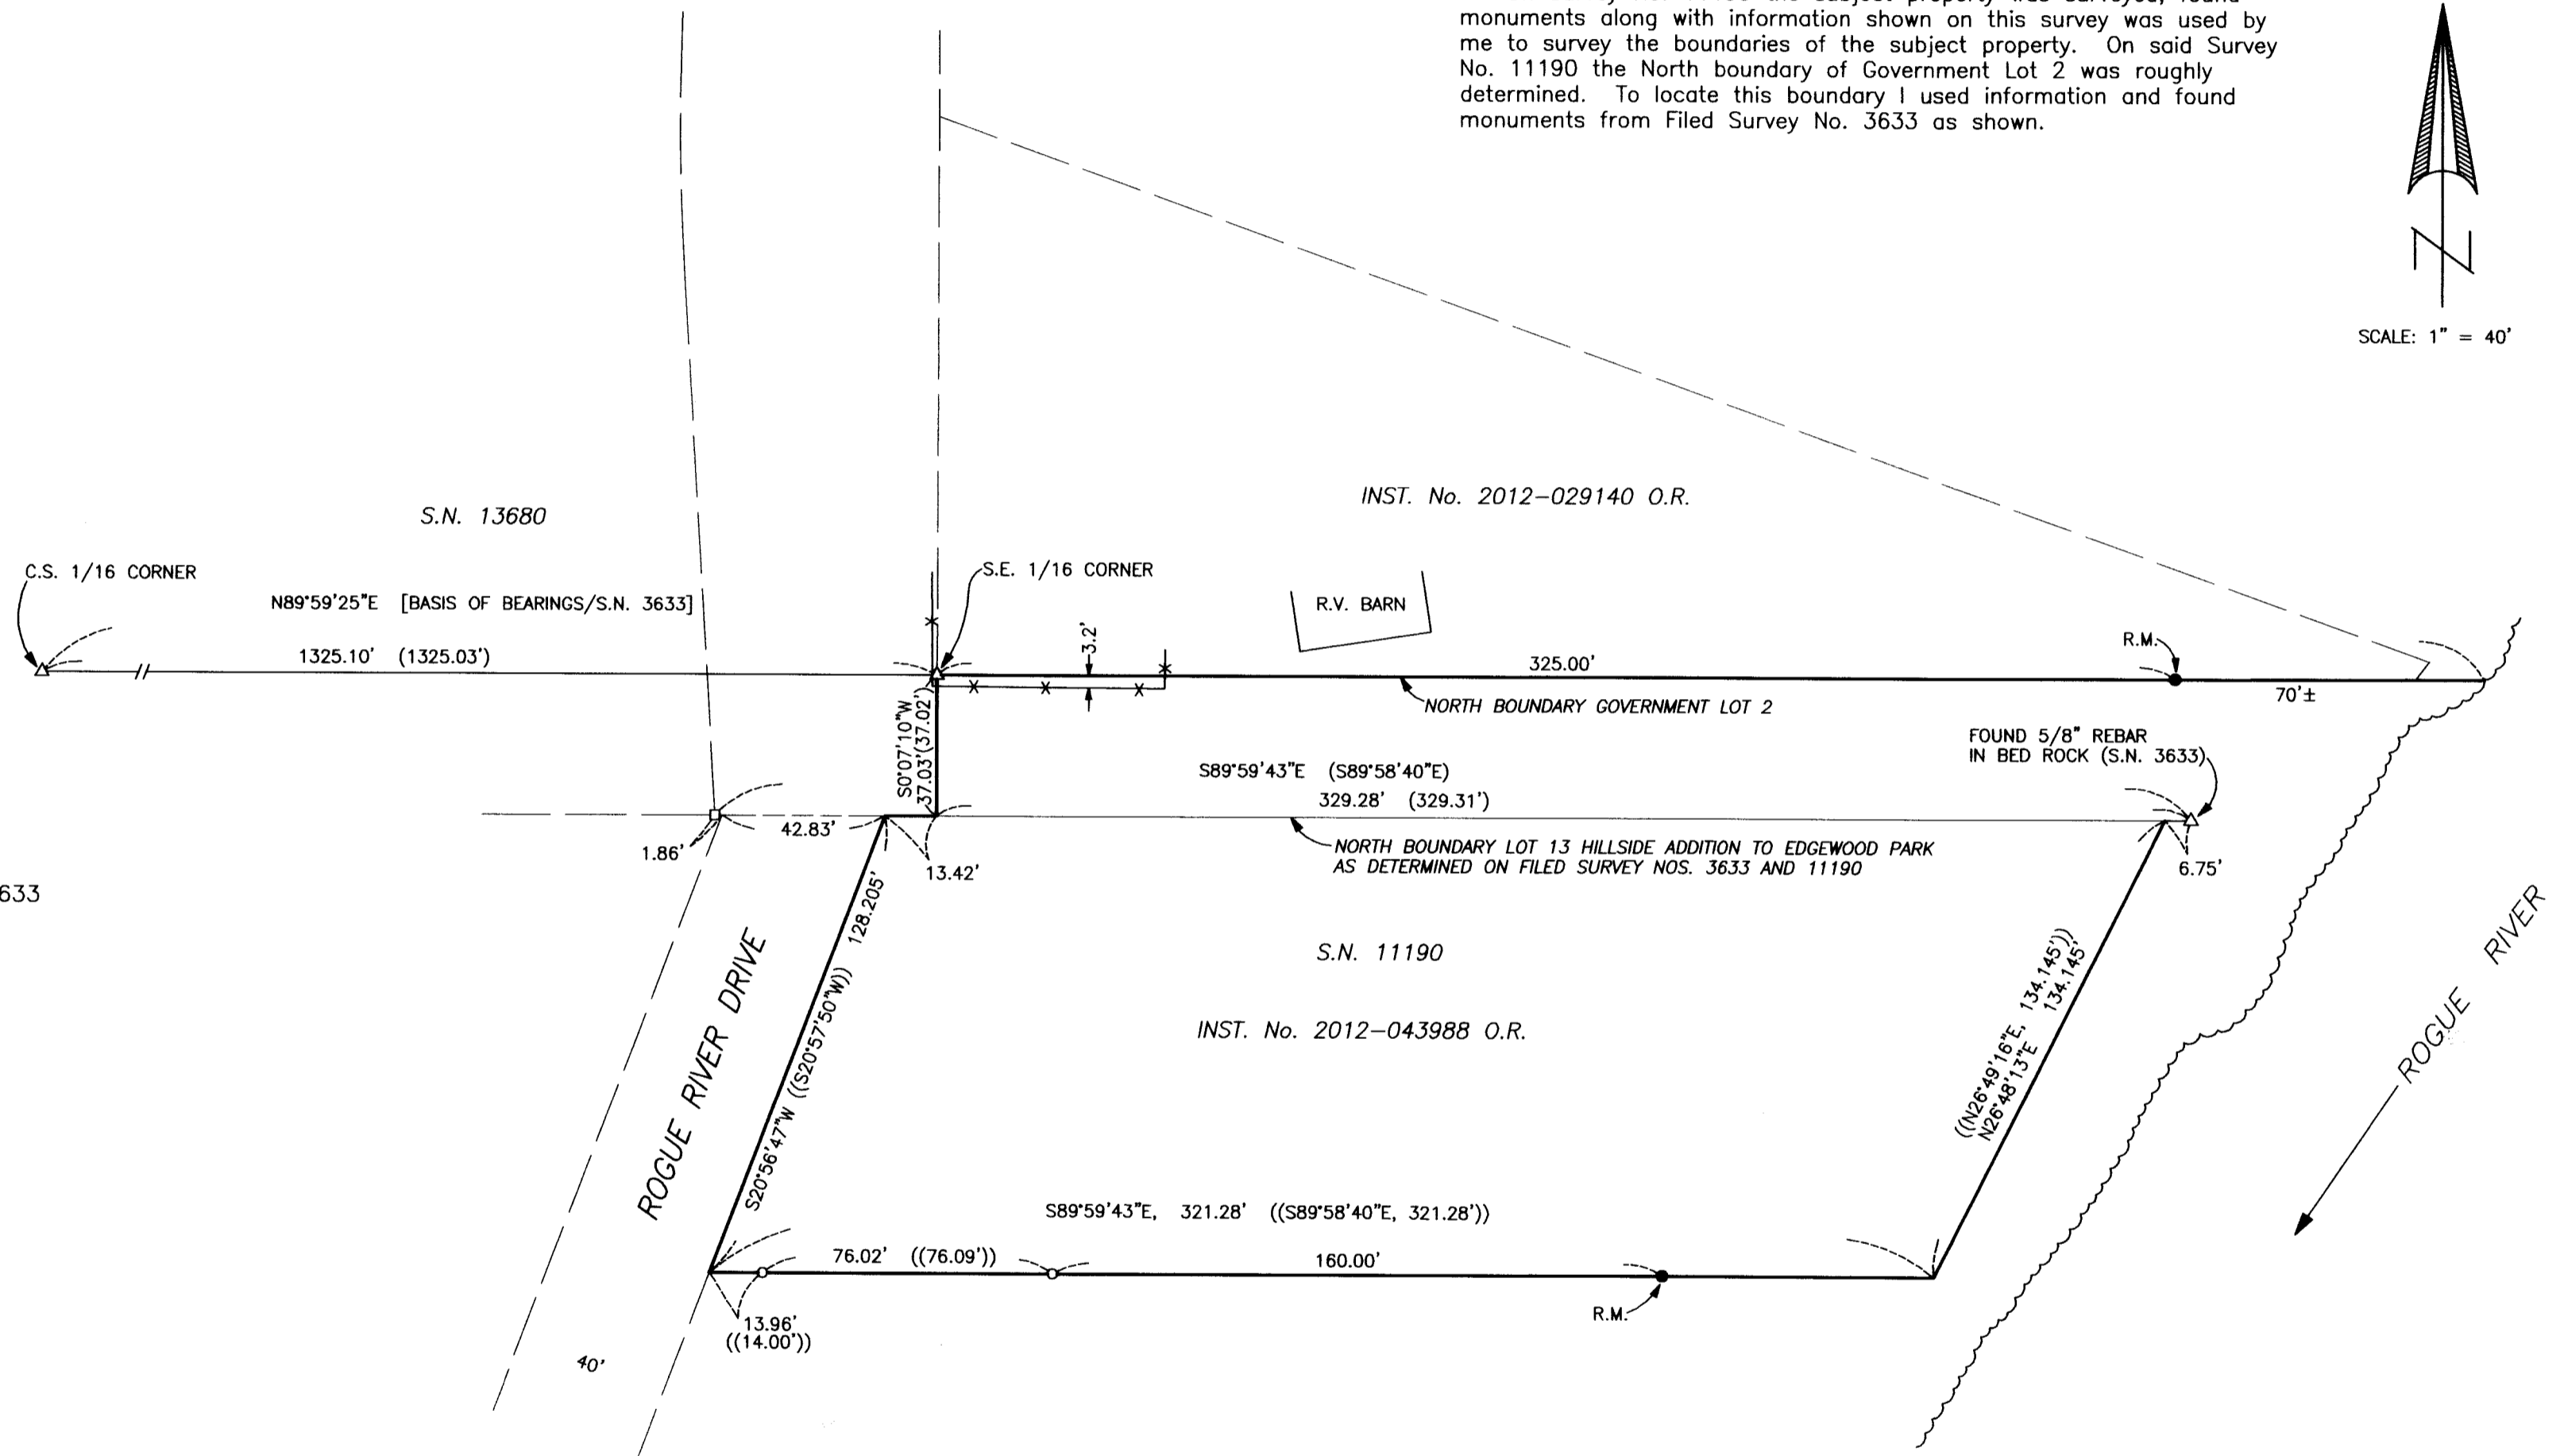 monuments along with information shown on this survey was used by
me to survey the boundaries of the subject property. On said Survey
No. 11190 the North boundary of Government Lot 2 was roughly
determined. To locate this boundary I used information and found
monuments from Filed Survey No. 3633 as shown.
N
SCALE: 1" = 40'
INST. No. 2012-029140 O.R.
S.N. 13680
C.S. 1/16 CORNER
S.E. 1/16 CORNER
N89°59'25"E [BASIS OF BEARINGS/S.N. 3633]
R.V. BARN
3.2'
R.M.
1325.10' (1325.03')
325.00'
70'±
NORTH BOUNDARY GOVERNMENT LOT 2
S0°07'10"W
37.03'(37.02')
FOUND 5/8" REBAR
IN BED ROCK (S.N. 3633)
S89°59'43"E (S89°58'40"E)
329.28' (329.31')
42.83'
1.86'
13.42'
NORTH BOUNDARY LOT 13 HILLSIDE ADDITION TO EDGEWOOD PARK
AS DETERMINED ON FILED SURVEY NOS. 3633 AND 11190
6.75'
633
128.205'
S20°56'47"W ((S20°57'50"W))
ROGUE RIVER DRIVE
S.N. 11190
INST. No. 2012-043988 O.R.
((N26°49'16"E, 134.145'))
N26°48'13"E 134.145'
ROGUE RIVER
S89°59'43"E, 321.28' ((S89°58'40"E, 321.28'))
76.02' ((76.09'))
160.00'
R.M.
13.96'
((14.00'))
40'